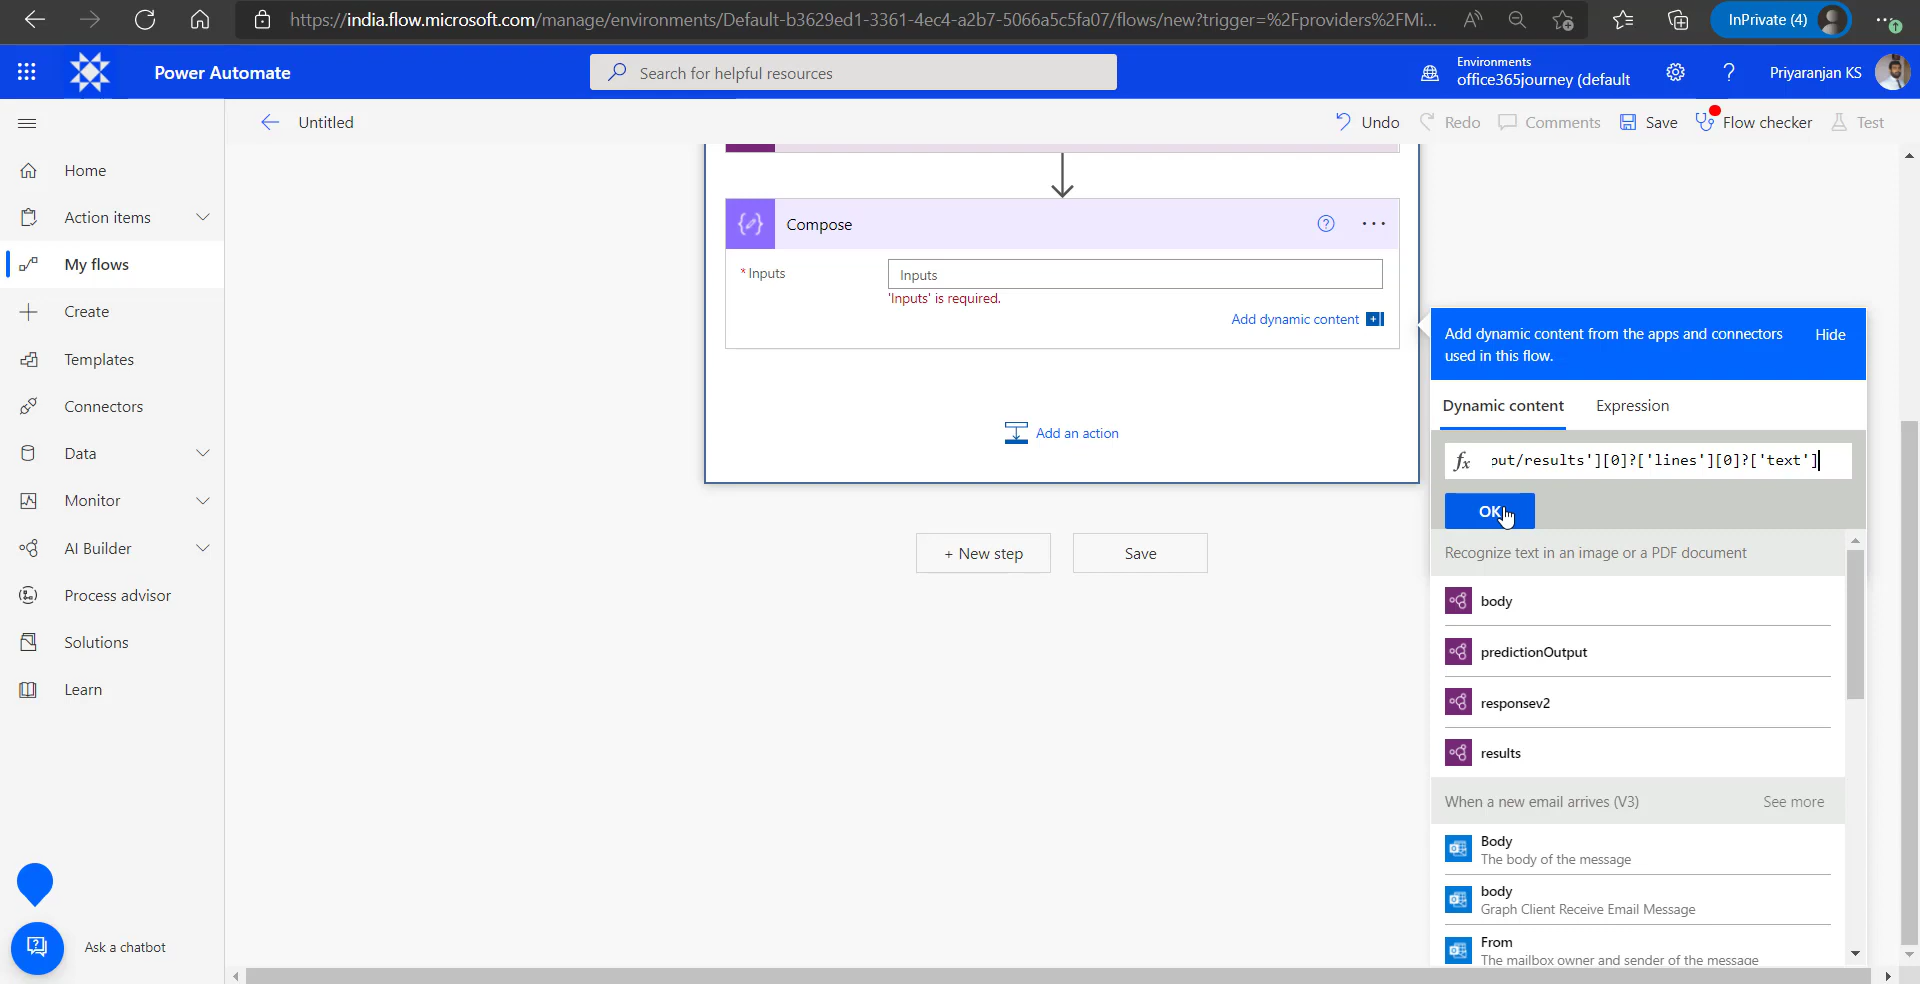 https://india.flow.microsoft.com/manage/environments/Default-b3629ed1-3361-4ec4-a2b7-5066a5c5fa07/flows/new?trigger=%2Fproviders%2FMi...
InPrivate (4)
Power Automate
Search for helpful resources
Environments
office365journey (default
Priyaranjan KS
Untitled
Undo
Redo
Comments
Save
Flow checker
Test
Home
Action items
My flows
Create
Templates
Connectors
Data
Monitor
AI Builder
Process advisor
Solutions
Learn
Ask a chatbot
Compose
* Inputs
Inputs
'Inputs' is required.
Add dynamic content
Add an action
+ New step
Save
Add dynamic content from the apps and connectors
used in this flow.
Hide
Dynamic content
Expression
fx
out/results'][0]?['lines'][0]?['text']
OK
Recognize text in an image or a PDF document
body
predictionOutput
responsev2
results
When a new email arrives (V3)
See more
Body
The body of the message
body
Graph Client Receive Email Message
From
The mailbox owner and sender of the message